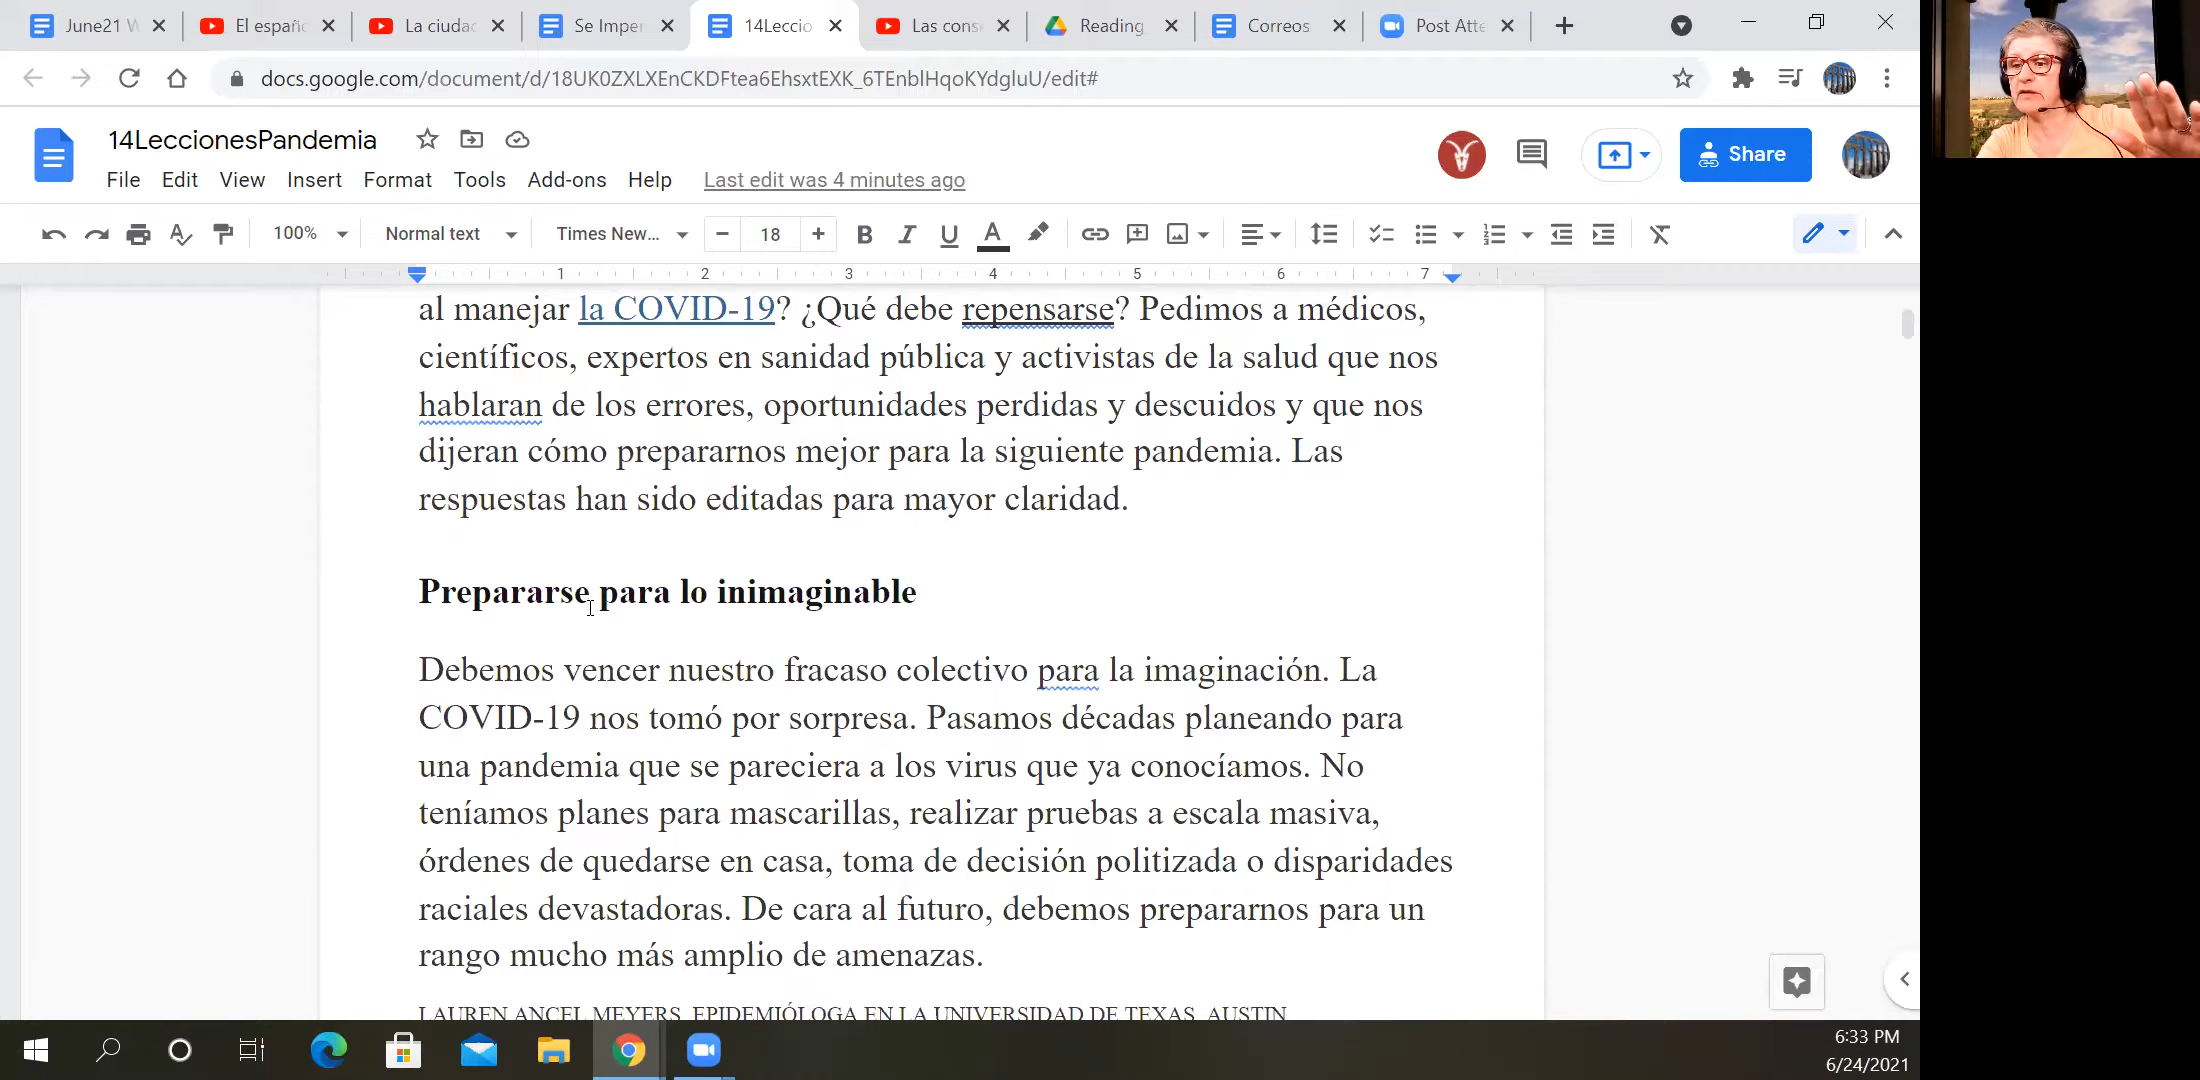 June21 W
El españo
La ciudad
Se Imper
14Leccio
Las cons
Reading
Correos
Post Atte
docs.google.com/document/d/18UK0ZXLXEnCKDFtea6EhsxtEXK_6TEnblHqoKYdgluU/edit#
14LeccionesPandemia
Share
File Edit View Insert Format Tools Add-ons Help Last edit was 4 minutes ago
100% Normal text Times New... 18 B I U A
1 2 3 4 5 6 7
al manejar la COVID-19? ¿Qué debe repensarse? Pedimos a médicos,
científicos, expertos en sanidad pública y activistas de la salud que nos
hablaran de los errores, oportunidades perdidas y descuidos y que nos
dijeran cómo prepararnos mejor para la siguiente pandemia. Las
respuestas han sido editadas para mayor claridad.
Prepararse para lo inimaginable
Debemos vencer nuestro fracaso colectivo para la imaginación. La
COVID-19 nos tomó por sorpresa. Pasamos décadas planeando para
una pandemia que se pareciera a los virus que ya conocíamos. No
teníamos planes para mascarillas, realizar pruebas a escala masiva,
órdenes de quedarse en casa, toma de decisión politizada o disparidades
raciales devastadoras. De cara al futuro, debemos prepararnos para un
rango mucho más amplio de amenazas.
LAUREN ANCEL MEYERS, EPIDEMIÓLOGA EN LA UNIVERSIDAD DE TEXAS, AUSTIN
6:33 PM
6/24/2021